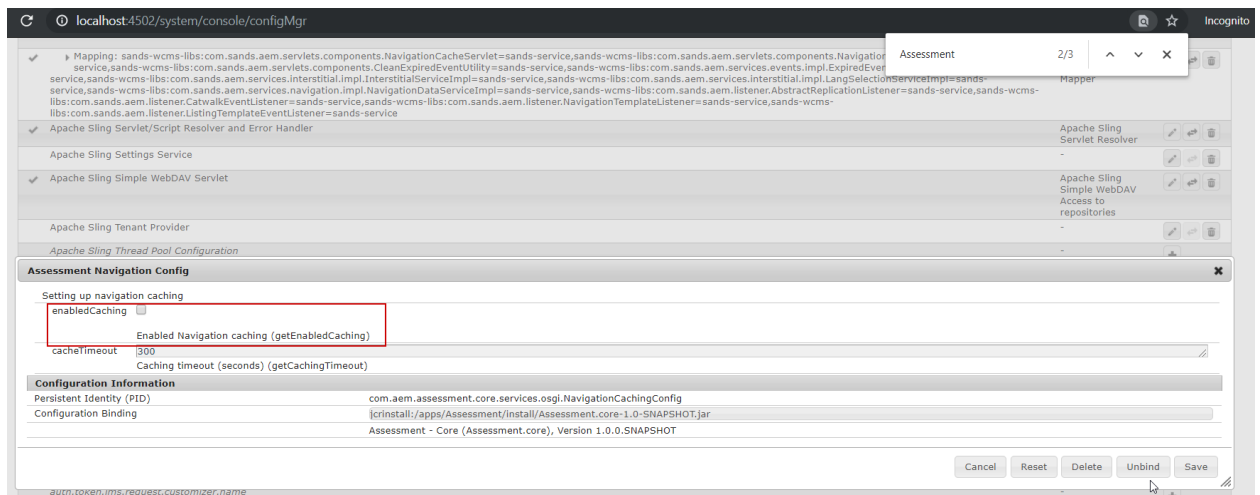 localhost:4502/system/console/configMgr
Incognito
Assessment
2/3
Mapping: sands-wcms-libs:com.sands.aem.servlets.components.NavigationCacheServlet=sands-service,sands-wcms-libs:com.sands.aem.servlets.components.Navigation
service,sands-wcms-libs:com.sands.aem.servlets.components.CleanExpiredEventUtility=sands-service,sands-wcms-libs:com.sands.aem.services.events.impl.ExpiredEver
service,sands-wcms-libs:com.sands.aem.services.interstitial.impl.InterstitialServiceImpl=sands-service,sands-wcms-libs:com.sands.aem.services.interstitial.impl.LangSelectionServiceImpl=sands-
Mapper
service,sands-wcms-libs:com.sands.aem.services.navigation.impl.NavigationDataServiceImpl=sands-service,sands-wcms-libs:com.sands.aem.listener.AbstractReplicationListener=sands-service,sands-wcms-
libs:com.sands.aem.listener.CatwalkEventListener=sands-service,sands-wcms-libs:com.sands.aem.listener.NavigationTemplateListener=sands-service,sands-wcms-
libs:com.sands.aem.listener.ListingTemplateEventListener=sands-service
Apache Sling Servlet/Script Resolver and Error Handler
Apache Sling
Servlet Resolver
Apache Sling Settings Service
-
Apache Sling Simple WebDAV Servlet
Apache Sling
Simple WebDAV
Access to
repositories
Apache Sling Tenant Provider
-
Apache Sling Thread Pool Configuration
-
Assessment Navigation Config
Setting up navigation caching
enabledCaching
Enabled Navigation caching (getEnabledCaching)
cacheTimeout
300
Caching timeout (seconds) (getCachingTimeout)
Configuration Information
Persistent Identity (PID)
com.aem.assessment.core.services.osgi.NavigationCachingConfig
Configuration Binding
jcrinstall:/apps/Assessment/install/Assessment.core-1.0-SNAPSHOT.jar
Assessment - Core (Assessment.core), Version 1.0.0.SNAPSHOT
Cancel
Reset
Delete
Unbind
Save
auth.token.ims.request.customizer.name
-